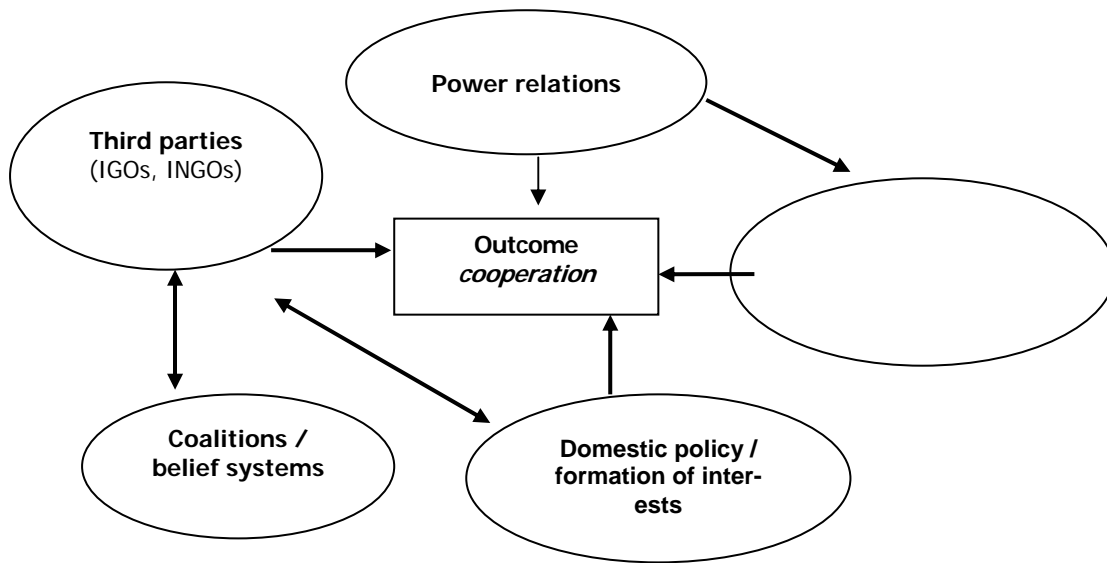 Power relations
Third parties
(IGOs, INGOs)
Outcome
cooperation
Coalitions /
belief systems
Domestic policy /
formation of inter-
ests